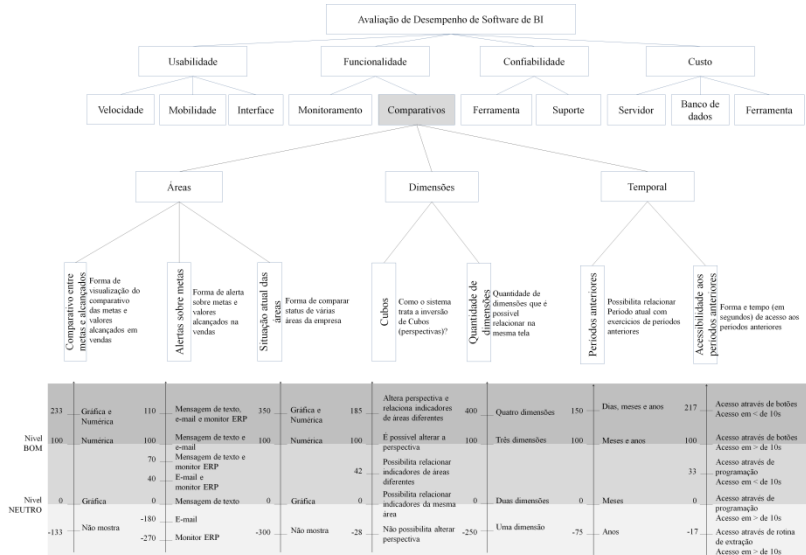 Avaliação de Desempenho de Software de BI
Usabilidade
Funcionalidade
Confiabilidade
Custo
Velocidade
Mobilidade
Interface
Monitoramento
Comparativos
Ferramenta
Suporte
Servidor
Banco de
dados
Ferramenta
Áreas
Dimensões
Temporal
Comparativo entre
metas e alcançados
Forma de
visualização do
comparativo
das metas e
valores
alcançados em
vendas
Alertas sobre metas
Forma de alerta
sobre metas e
valores
alcançados na
vendas
Situação atual das
áreas
Forma de comparar
status de várias
áreas da empresa
Cubos
Como o sistema
trata a inversão
de Cubos
(perspectivas)?
Quantidade de
dimensões
Quantidade de
dimensões que é
possível
relacionar na
mesma tela
Periodos anteriores
Possibilita relacionar
Periodo atual com
exercicios de periodos
anteriores
Acessibilidade aos
periodos anteriores
Forma e tempo (em
segundos) de acesso aos
periodos anteriores
Nível
BOM
Nível
NEUTRO
233
Gráfica e
Numérica
100
Numérica
0
Gráfica
-133
Não mostra
110
Mensagem de texto,
e-mail e monitor ERP
100
Mensagem de texto e
e-mail
70
Mensagem de texto e
monitor ERP
40
E-mail e
monitor ERP
0
Mensagem de texto
-180
E-mail
-270
Monitor ERP
350
Gráfica e
Numérica
100
Numérica
0
Gráfica
-300
Não mostra
185
Altera perspectiva e
relaciona indicadores
de áreas diferentes
100
É possivel alterar a
perspectiva
42
Possibilita relacionar
indicadores de áreas
diferentes
0
Possibilita relacionar
indicadores da mesma
área
-28
Não possibilita alterar
perspectiva
400
Quatro dimensões
100
Três dimensões
0
Duas dimensões
-250
Uma dimensão
150
Dias, meses e anos
100
Meses e anos
0
Meses
-75
Anos
217
Acesso através de botões
Acesso em < de 10s
100
Acesso através de botões
Acesso em > de 10s
33
Acesso através de
programação
Acesso em < de 10s
0
Acesso através de
programação
Acesso em > de 10s
-17
Acesso através de rotina
de extração
Acesso em > de 10s